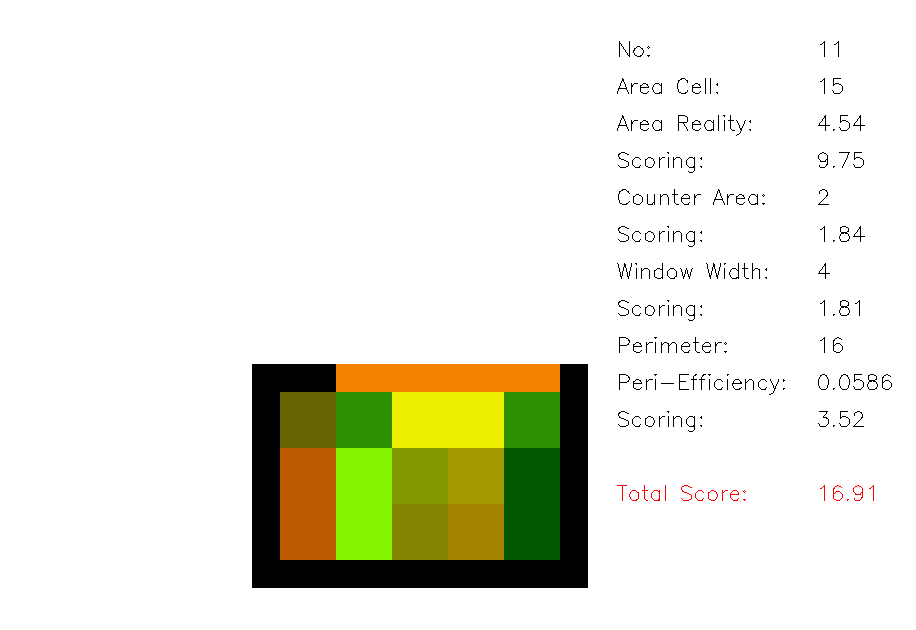 No: 11
Area Cell: 15
Area Reality: 4.54
Scoring: 9.75
Counter Area: 2
Scoring: 1.84
Window Width: 4
Scoring: 1.81
Perimeter: 16
Peri-Efficiency: 0.0586
Scoring: 3.52
Total Score: 16.91